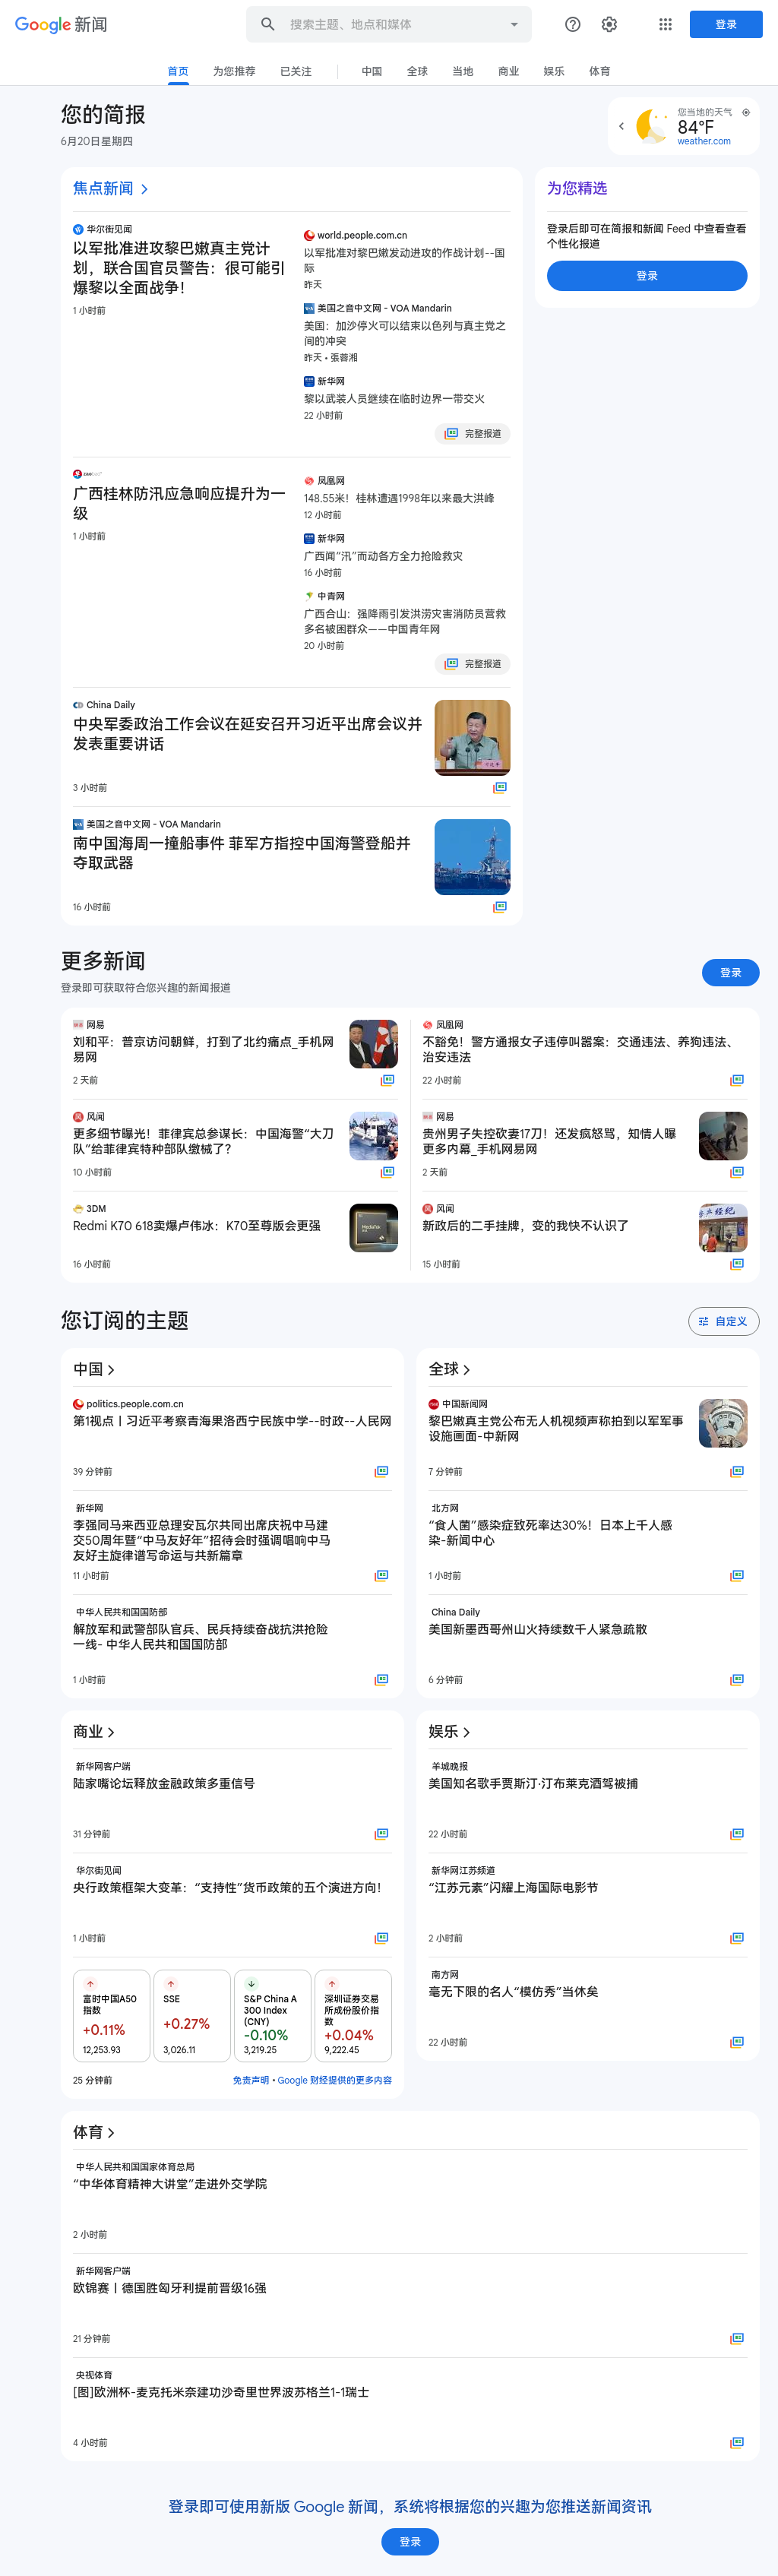 Google 新闻
搜索主题、地点和媒体
登录
首页 为您推荐 已关注 中国 全球 当地 商业 娱乐 体育
您的简报
6月20日星期四
您当地的天气
84°F
weather.com
焦点新闻
华尔街见闻
以军批准进攻黎巴嫩真主党计
划，联合国官员警告：很可能引
爆黎以全面战争！
1 小时前
world.people.com.cn
以军批准对黎巴嫩发动进攻的作战计划--国
际
昨天
美国之音中文网 - VOA Mandarin
美国：加沙停火可以结束以色列与真主党之
间的冲突
昨天 • 張蓉湘
新华网
黎以武装人员继续在临时边界一带交火
22 小时前
完整报道
广西桂林防汛应急响应提升为一
级
1 小时前
凤凰网
148.55米！桂林遭遇1998年以来最大洪峰
12 小时前
新华网
广西闻“汛”而动各方全力抢险救灾
16 小时前
中青网
广西合山：强降雨引发洪涝灾害消防员营救
多名被困群众——中国青年网
20 小时前
完整报道
China Daily
中央军委政治工作会议在延安召开习近平出席会议并
发表重要讲话
3 小时前
美国之音中文网 - VOA Mandarin
南中国海周一撞船事件 菲军方指控中国海警登船并
夺取武器
16 小时前
为您精选
登录后即可在简报和新闻 Feed 中查看查看
个性化报道
登录
更多新闻
登录即可获取符合您兴趣的新闻报道
登录
网易
刘和平：普京访问朝鲜，打到了北约痛点_手机网
易网
2 天前
凤凰网
不豁免！警方通报女子违停叫嚣案：交通违法、养狗违法、
治安违法
22 小时前
风闻
更多细节曝光！菲律宾总参谋长：中国海警“大刀
队”给菲律宾特种部队缴械了？
10 小时前
网易
贵州男子失控砍妻17刀！还发疯怒骂，知情人曝
更多内幕_手机网易网
2 天前
3DM
Redmi K70 618卖爆卢伟冰：K70至尊版会更强
16 小时前
风闻
新政后的二手挂牌，变的我快不认识了
15 小时前
您订阅的主题
自定义
中国
politics.people.com.cn
第1视点丨习近平考察青海果洛西宁民族中学--时政--人民网
39 分钟前
新华网
李强同马来西亚总理安瓦尔共同出席庆祝中马建
交50周年暨“中马友好年”招待会时强调唱响中马
友好主旋律谱写命运与共新篇章
11 小时前
中华人民共和国国防部
解放军和武警部队官兵、民兵持续奋战抗洪抢险
一线- 中华人民共和国国防部
1 小时前
全球
中国新闻网
黎巴嫩真主党公布无人机视频声称拍到以军军事
设施画面-中新网
7 分钟前
北方网
“食人菌”感染症致死率达30%！日本上千人感
染-新闻中心
1 小时前
China Daily
美国新墨西哥州山火持续数千人紧急疏散
6 分钟前
商业
新华网客户端
陆家嘴论坛释放金融政策多重信号
31 分钟前
华尔街见闻
央行政策框架大变革：“支持性”货币政策的五个演进方向！
1 小时前
富时中国A50
指数
+0.11%
12,253.93
SSE
+0.27%
3,026.11
S&P China A
300 Index
(CNY)
-0.10%
3,219.25
深圳证券交易
所成份股价指
数
+0.04%
9,222.45
25 分钟前
免责声明 • Google 财经提供的更多内容
娱乐
羊城晚报
美国知名歌手贾斯汀·汀布莱克酒驾被捕
22 小时前
新华网江苏频道
“江苏元素”闪耀上海国际电影节
2 小时前
南方网
毫无下限的名人“模仿秀”当休矣
22 小时前
体育
中华人民共和国国家体育总局
“中华体育精神大讲堂”走进外交学院
2 小时前
新华网客户端
欧锦赛丨德国胜匈牙利提前晋级16强
21 分钟前
央视体育
[图]欧洲杯-麦克托米奈建功沙奇里世界波苏格兰1-1瑞士
4 小时前
登录即可使用新版 Google 新闻，系统将根据您的兴趣为您推送新闻资讯
登录